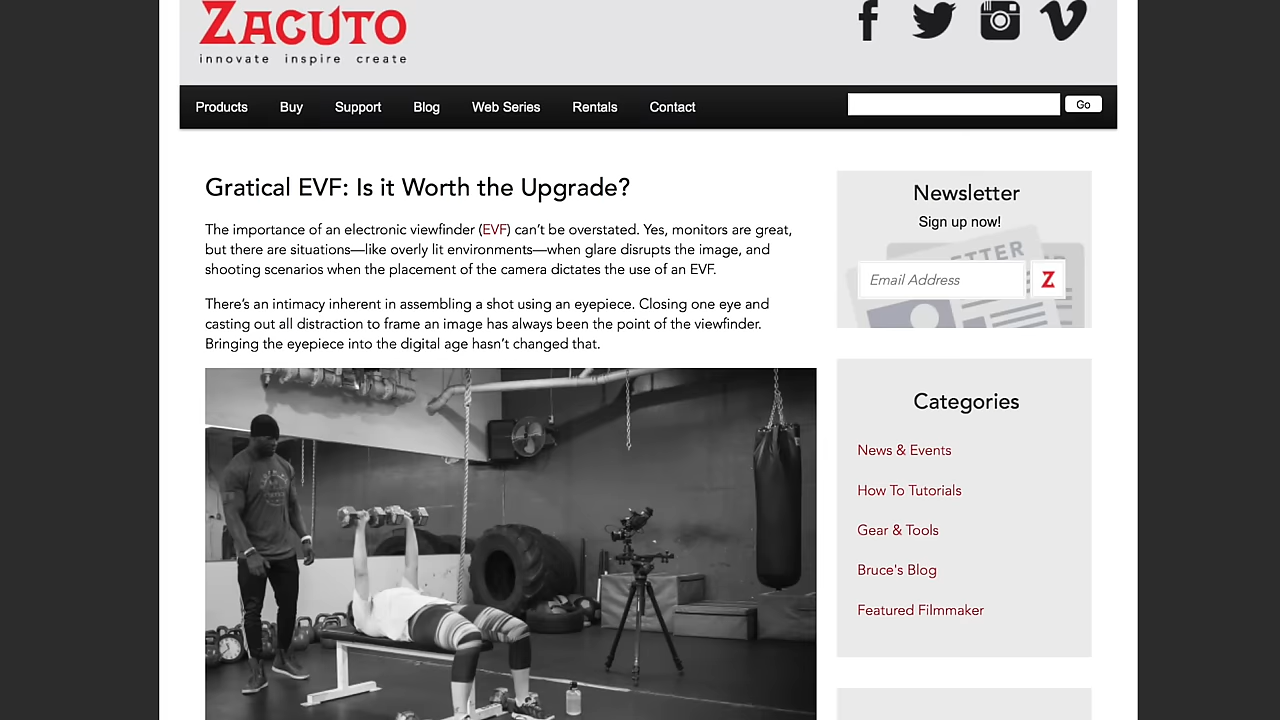 ZACUTO
innovate inspire create
Products Buy Support Blog Web Series Rentals Contact Go
Gratical EVF: Is it Worth the Upgrade?
The importance of an electronic viewfinder (EVF) can’t be overstated. Yes, monitors are great,
but there are situations—like overly lit environments—when glare disrupts the image, and
shooting scenarios when the placement of the camera dictates the use of an EVF.
There’s an intimacy inherent in assembling a shot using an eyepiece. Closing one eye and
casting out all distraction to frame an image has always been the point of the viewfinder.
Bringing the eyepiece into the digital age hasn’t changed that.
Newsletter
Sign up now!
Email Address Z
Categories
News & Events
How To Tutorials
Gear & Tools
Bruce's Blog
Featured Filmmaker